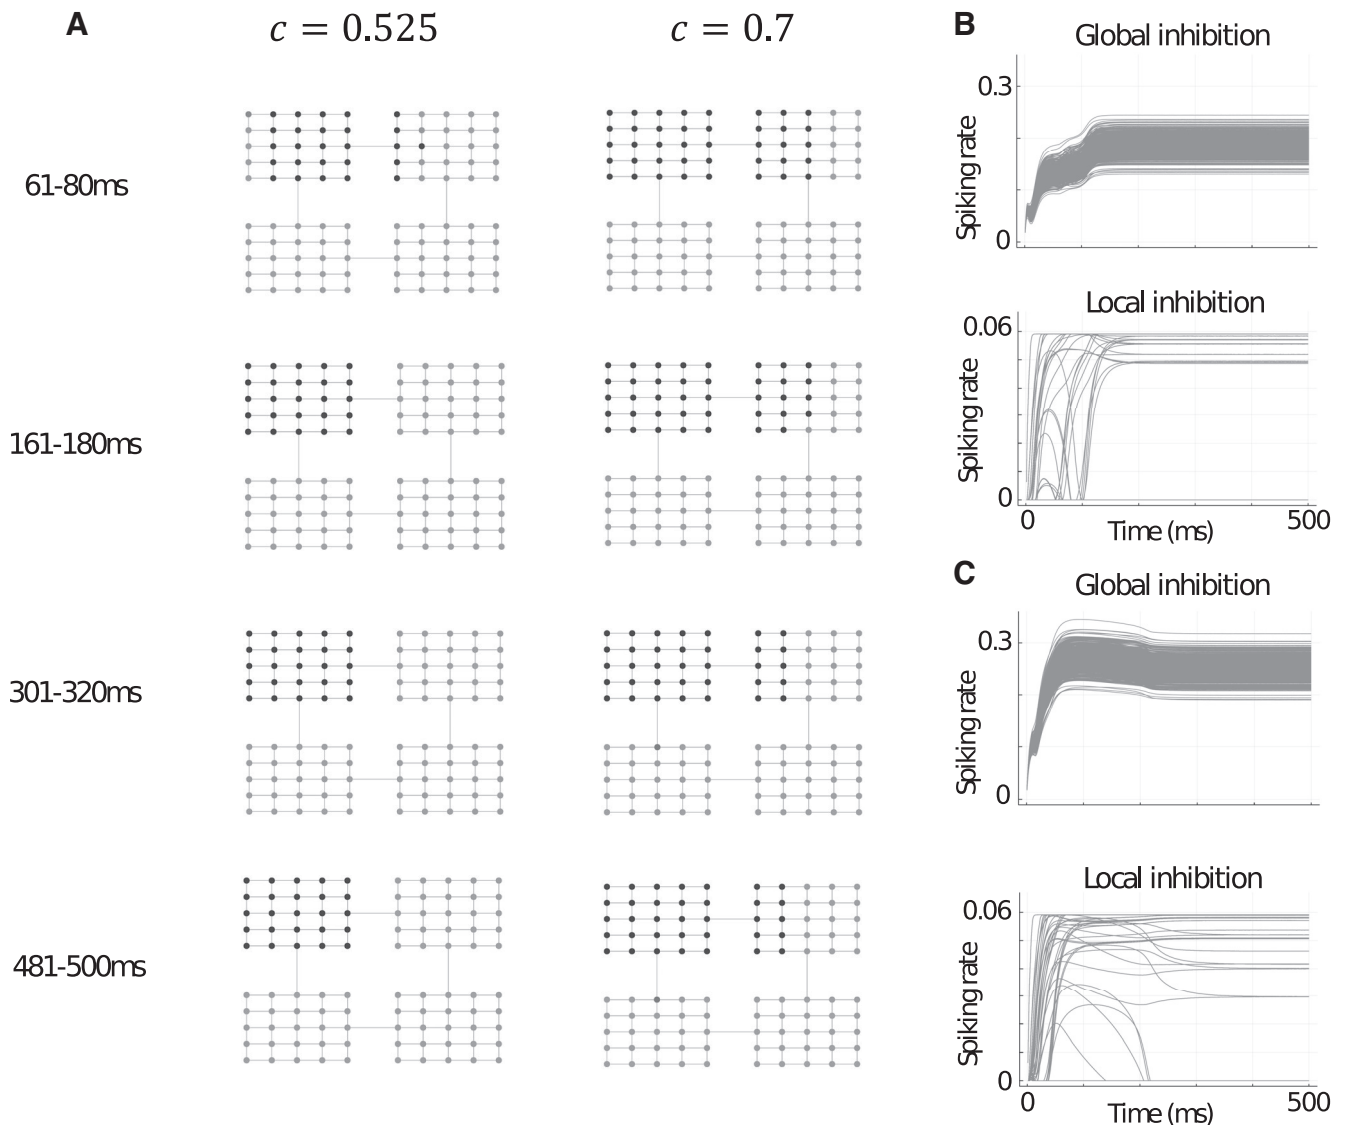 A
c = 0.525
c = 0.7
61-80ms
161-180ms
301-320ms
481-500ms
B
Global inhibition
0.3
Spiking rate
0
Local inhibition
0.06
Spiking rate
0
0
500
Time (ms)
C
Global inhibition
0.3
Spiking rate
0
Local inhibition
0.06
Spiking rate
0
0
500
Time (ms)